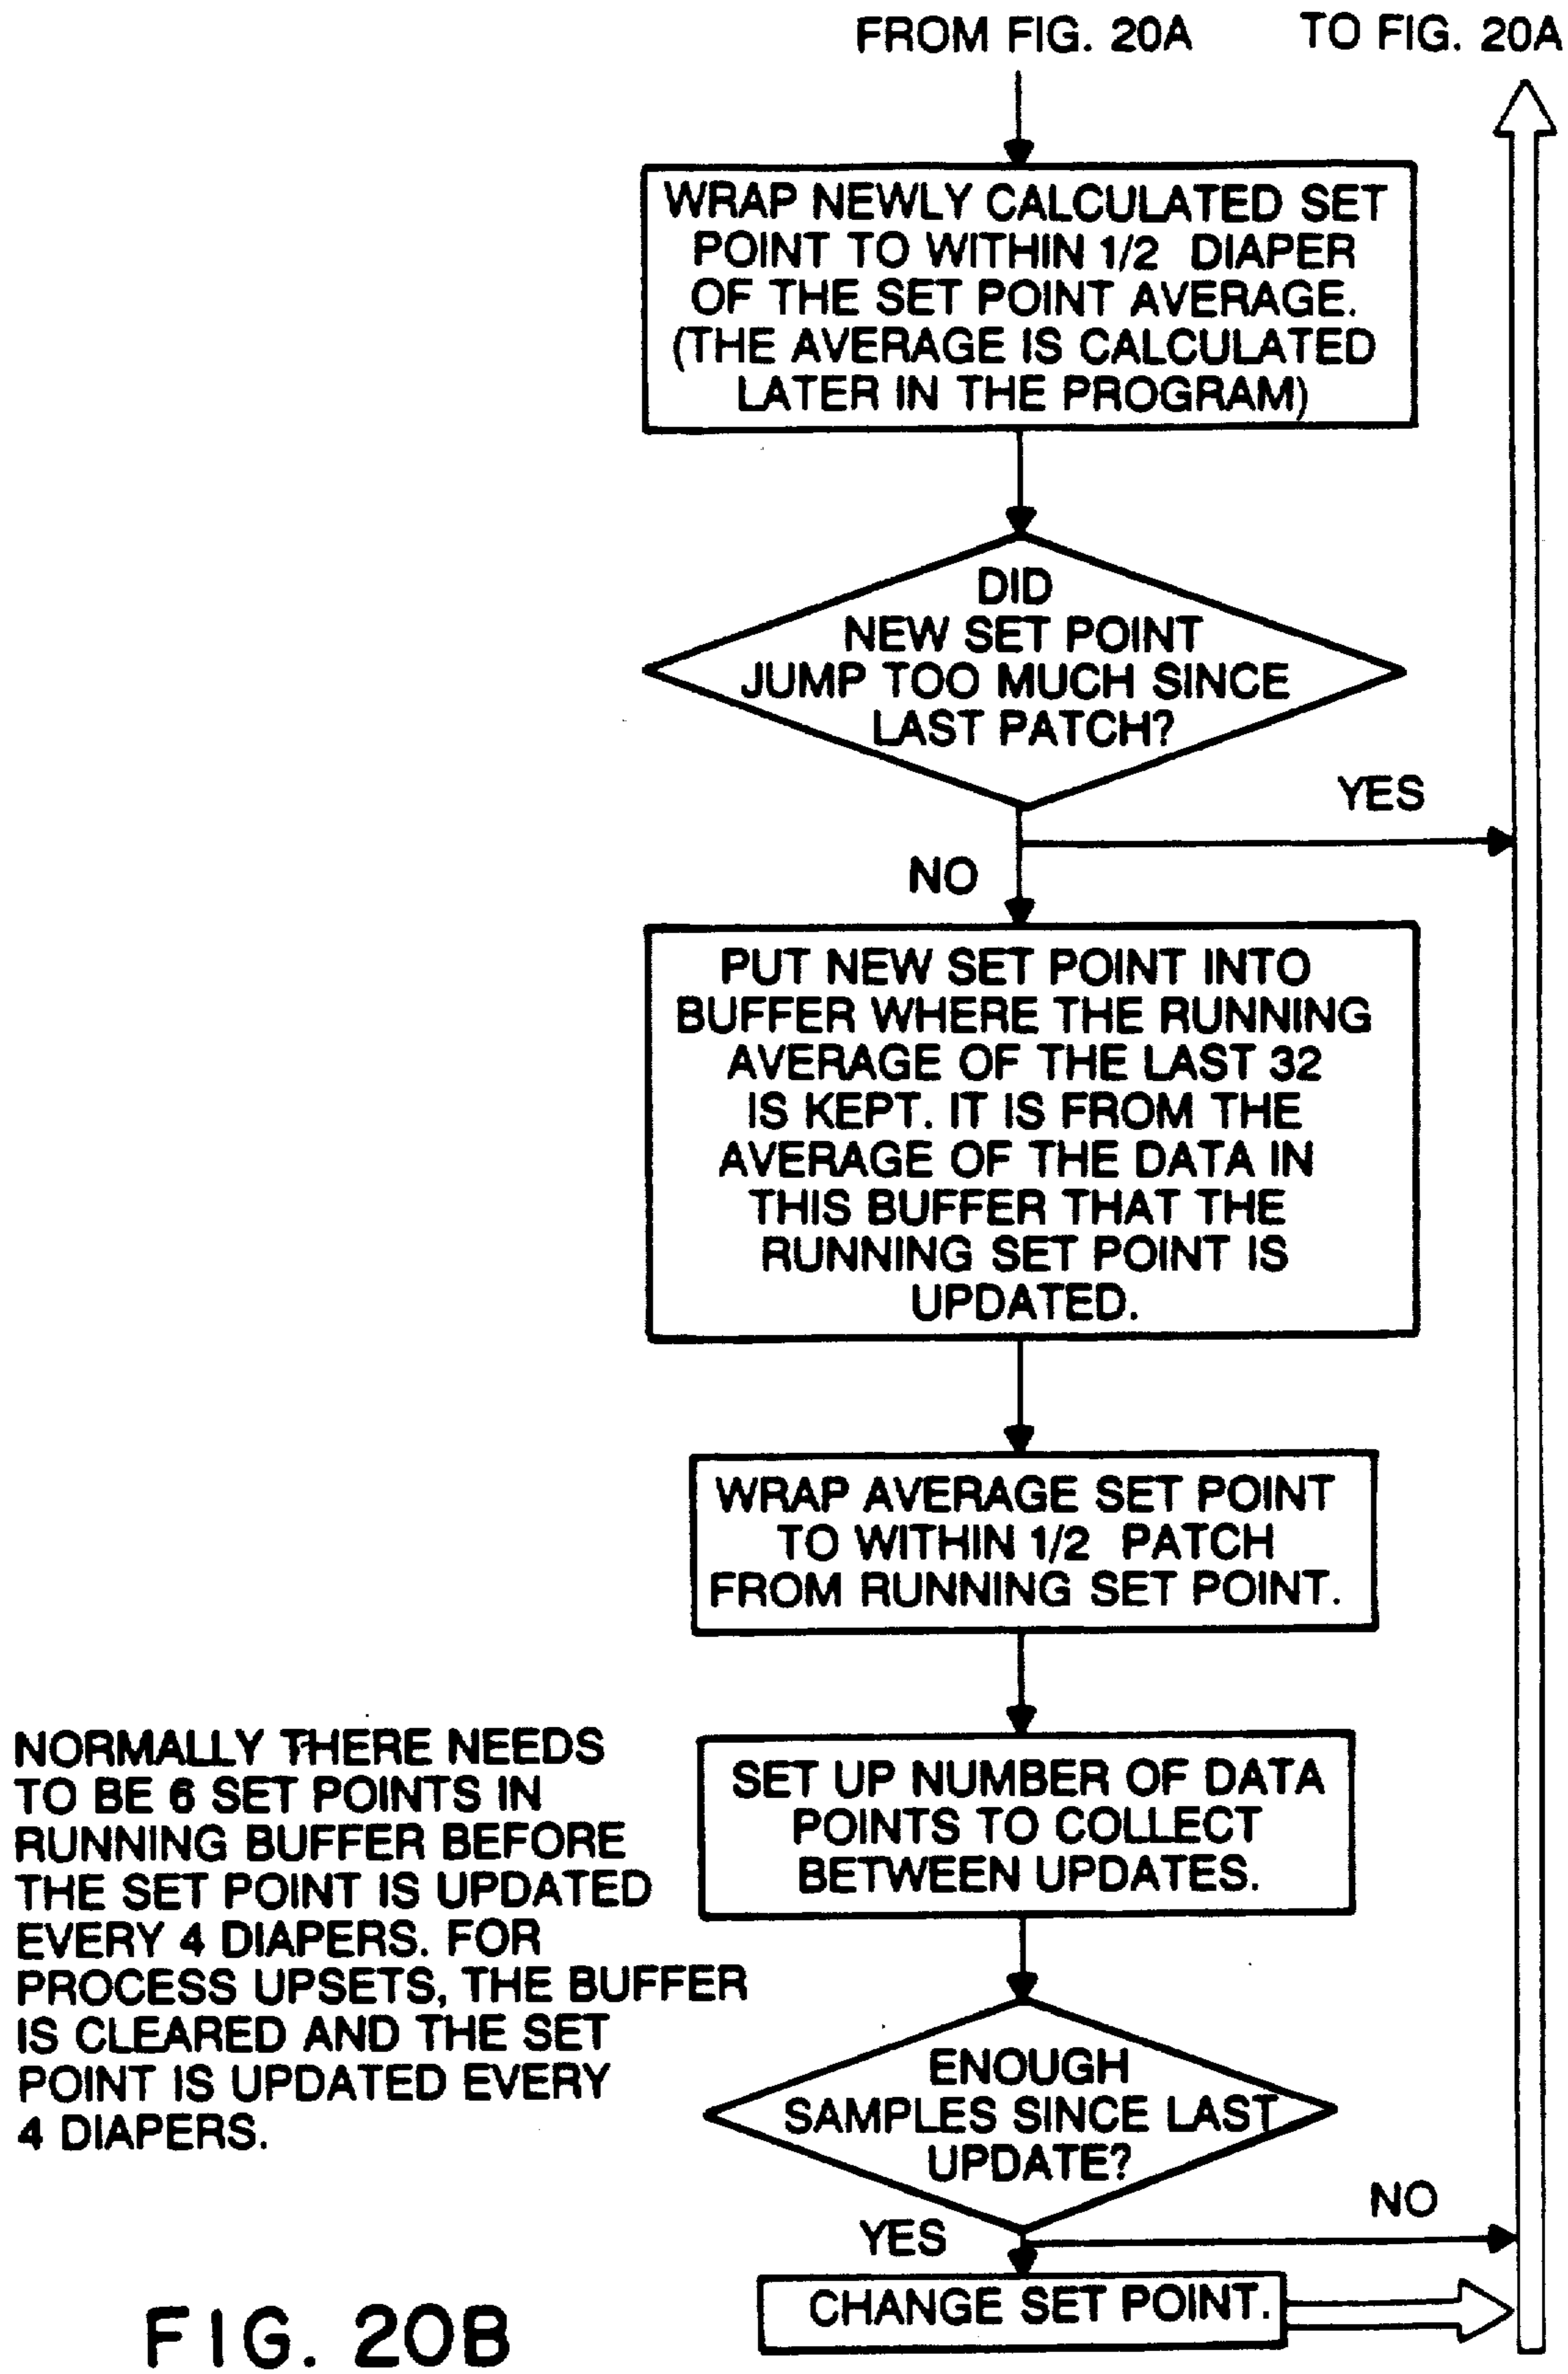 FROM FIG. 20A
TO FIG. 20A
WRAP NEWLY CALCULATED SET
POINT TO WITHIN 1/2 DIAPER
OF THE SET POINT AVERAGE.
(THE AVERAGE IS CALCULATED
LATER IN THE PROGRAM)
DID
NEW SET POINT
JUMP TOO MUCH SINCE
LAST PATCH?
YES
NO
PUT NEW SET POINT INTO
BUFFER WHERE THE RUNNING
AVERAGE OF THE LAST 32
IS KEPT. IT IS FROM THE
AVERAGE OF THE DATA IN
THIS BUFFER THAT THE
RUNNING SET POINT IS
UPDATED.
WRAP AVERAGE SET POINT
TO WITHIN 1/2 PATCH
FROM RUNNING SET POINT.
NORMALLY THERE NEEDS
TO BE 6 SET POINTS IN
RUNNING BUFFER BEFORE
THE SET POINT IS UPDATED
EVERY 4 DIAPERS. FOR
PROCESS UPSETS, THE BUFFER
IS CLEARED AND THE SET
POINT IS UPDATED EVERY
4 DIAPERS.
SET UP NUMBER OF DATA
POINTS TO COLLECT
BETWEEN UPDATES.
ENOUGH
SAMPLES SINCE LAST
UPDATE?
NO
YES
CHANGE SET POINT.
FIG. 20B